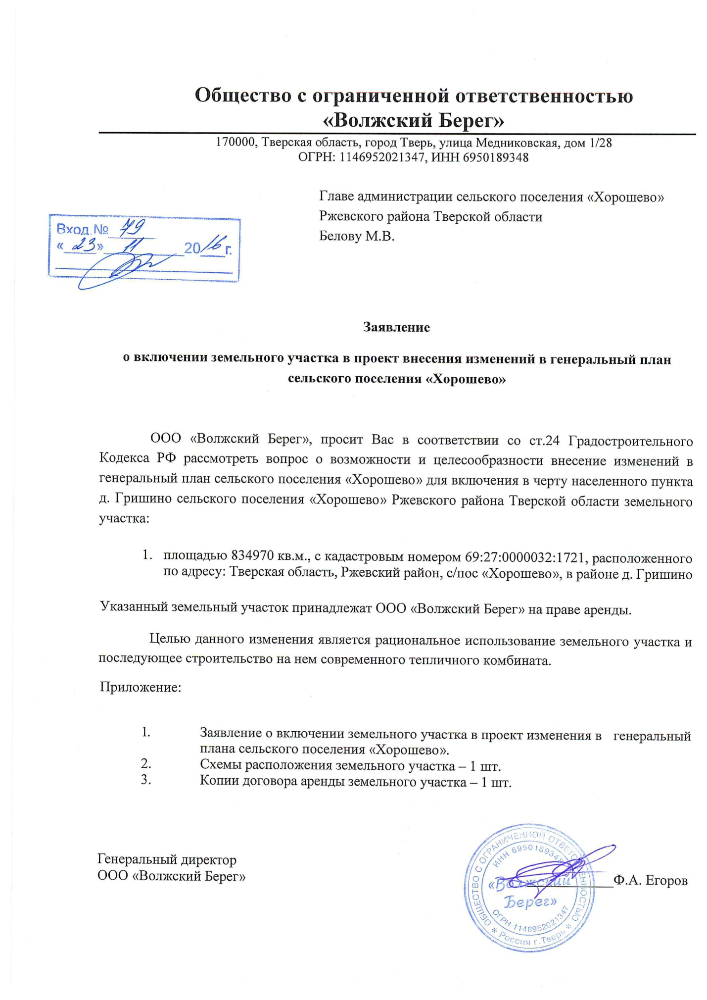 Общество с ограниченной ответственностью
«Волжский Берег»
170000, Тверская область, город Тверь, улица Медниковская, дом 1/28
ОГРН: 1146952021347, ИНН 6950189348
Главе администрации сельского поселения «Хорошево»
Ржевского района Тверской области
Белову М.В.
Вход.№ 79
«23» 11 2016 г.
Заявление
о включении земельного участка в проект внесения изменений в генеральный план
сельского поселения «Хорошево»
ООО «Волжский Берег», просит Вас в соответствии со ст.24 Градостроительного
Кодекса РФ рассмотреть вопрос о возможности и целесообразности внесение изменений в
генеральный план сельского поселения «Хорошево» для включения в черту населенного пункта
д. Гришино сельского поселения «Хорошево» Ржевского района Тверской области земельного
участка:
1. площадью 834970 кв.м., с кадастровым номером 69:27:0000032:1721, расположенного
по адресу: Тверская область, Ржевский район, с/пос «Хорошево», в районе д. Гришино
Указанный земельный участок принадлежат ООО «Волжский Берег» на праве аренды.
Целью данного изменения является рациональное использование земельного участка и
последующее строительство на нем современного тепличного комбината.
Приложение:
1. Заявление о включении земельного участка в проект изменения в генеральный
плана сельского поселения «Хорошево».
2. Схемы расположения земельного участка – 1 шт.
3. Копии договора аренды земельного участка – 1 шт.
Генеральный директор
ООО «Волжский Берег»
Ф.А. Егоров
ОБЩЕСТВО С ОГРАНИЧЕННОЙ ОТВЕТСТВЕННОСТЬЮ
ИНН 6950189348
«Волжский
Берег»
ОГРН 1146952021347
* Россия г.Тверь *